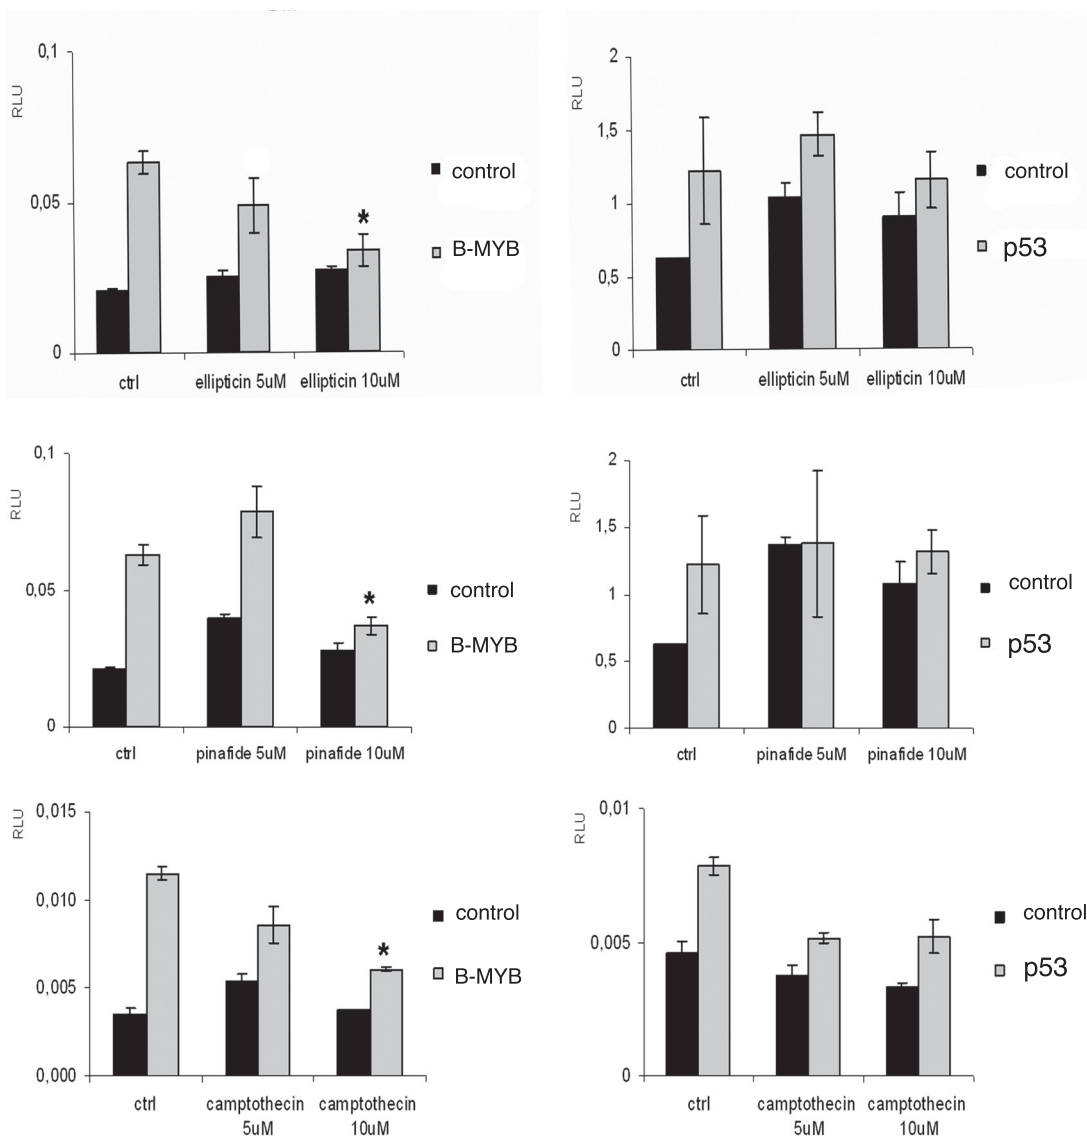 0,1
RLU
0,05
0
ctrl
ellipticin 5uM
ellipticin 10uM
*
control
B-MYB
2
RLU
1,5
1
0,5
0
ctrl
ellipticin 5uM
ellipticin 10uM
control
p53
0,1
RLU
0,05
0
ctrl
pinafide 5uM
pinafide 10uM
*
control
B-MYB
2
RLU
1,5
1
0,5
0
ctrl
pinafide 5uM
pinafide 10uM
control
p53
0,015
RLU
0,010
0,005
0,000
ctrl
camptothecin
5uM
camptothecin
10uM
*
control
B-MYB
0,01
RLU
0,005
0
ctrl
camptothecin
5uM
camptothecin
10uM
control
p53